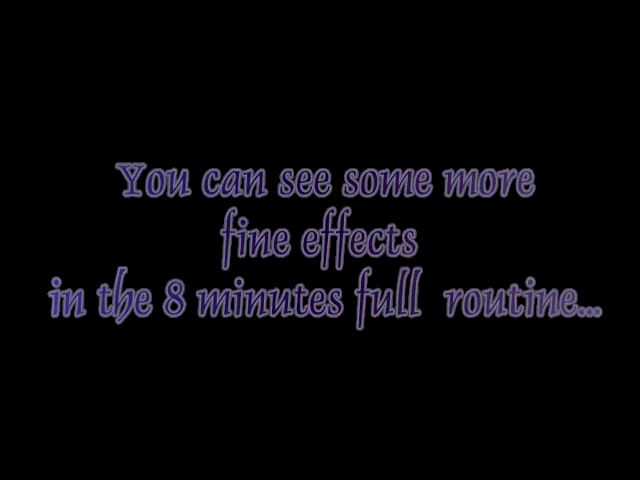 You can see some more
fine effects
in the 8 minutes full routine...